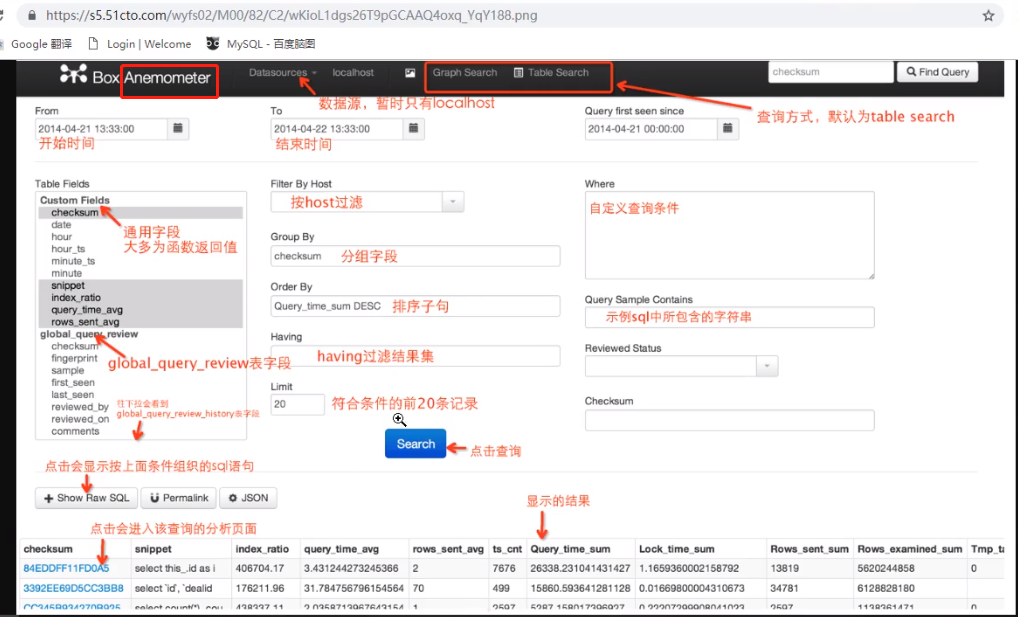 https://s5.51cto.com/wyfs02/M00/82/C2/wKioL1dgs26T9pGCAAQ4oxq_YqY188.png
Google 翻译 Login | Welcome MySQL - 百度脑图
Box Anemometer Datasources localhost Graph Search Table Search checksum Find Query
数据源，暂时只有localhost
查询方式，默认为table search
From To Query first seen since
2014-04-21 13:33:00 2014-04-22 13:33:00 2014-04-21 00:00:00
开始时间 结束时间
Table Fields Filter By Host Where
Custom Fields
checksum
date
hour
hour_ts
minute_ts
minute
snippet
index_ratio
query_time_avg
rows_sent_avg
global_query_review
checksum
fingerprint
sample
first_seen
last_seen
reviewed_by
reviewed_on
comments
通用字段
大多为函数返回值
global_query_review表字段
往下拉会看到
global_query_review_history表字段
按host过滤
Group By
checksum 分组字段
Order By
Query_time_sum DESC 排序子句
Having
having过滤结果集
Limit
20 符合条件的前20条记录
Search 点击查询
自定义查询条件
Query Sample Contains
示例sql中所包含的字符串
Reviewed Status
Checksum
点击会显示按上面条件组织的sql语句
Show Raw SQL Permalink JSON
显示的结果
点击会进入该查询的分析页面
checksum snippet index_ratio query_time_avg rows_sent_avg ts_cnt Query_time_sum Lock_time_sum Rows_sent_sum Rows_examined_sum Tmp_ta
84EDDFF11FD0A5 select this_.id as i 406704.17 3.431244273245366 2 7676 26338.231041431427 1.1659360002158792 13819 5620244858 0
3392EE69D5CC3BB8 select `id`, `dealid 176211.96 31.784756796154564 70 499 15860.593641281128 0.01669800004310673 34781 6128828180
CC345B934270B925 select count(*), cou 438337.11 2.0358713967643154 1 2597 5287.158017296927 0.2220729990804102​3 2597 1138361471 0